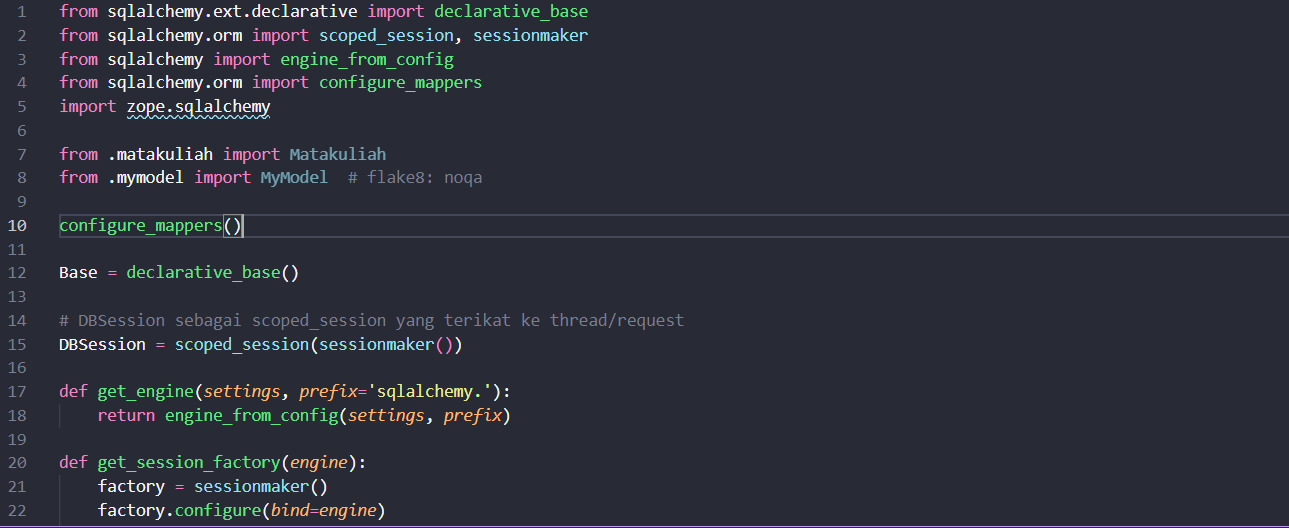 1 from sqlalchemy.ext.declarative import declarative_base
2 from sqlalchemy.orm import scoped_session, sessionmaker
3 from sqlalchemy import engine_from_config
4 from sqlalchemy.orm import configure_mappers
5 import zope.sqlalchemy
6
7 from .matakuliah import Matakuliah
8 from .mymodel import MyModel  # flake8: noqa
9
10 configure_mappers()
11
12 Base = declarative_base()
13
14 # DBSession sebagai scoped_session yang terikat ke thread/request
15 DBSession = scoped_session(sessionmaker())
16
17 def get_engine(settings, prefix='sqlalchemy.'):
18     return engine_from_config(settings, prefix)
19
20 def get_session_factory(engine):
21     factory = sessionmaker()
22     factory.configure(bind=engine)